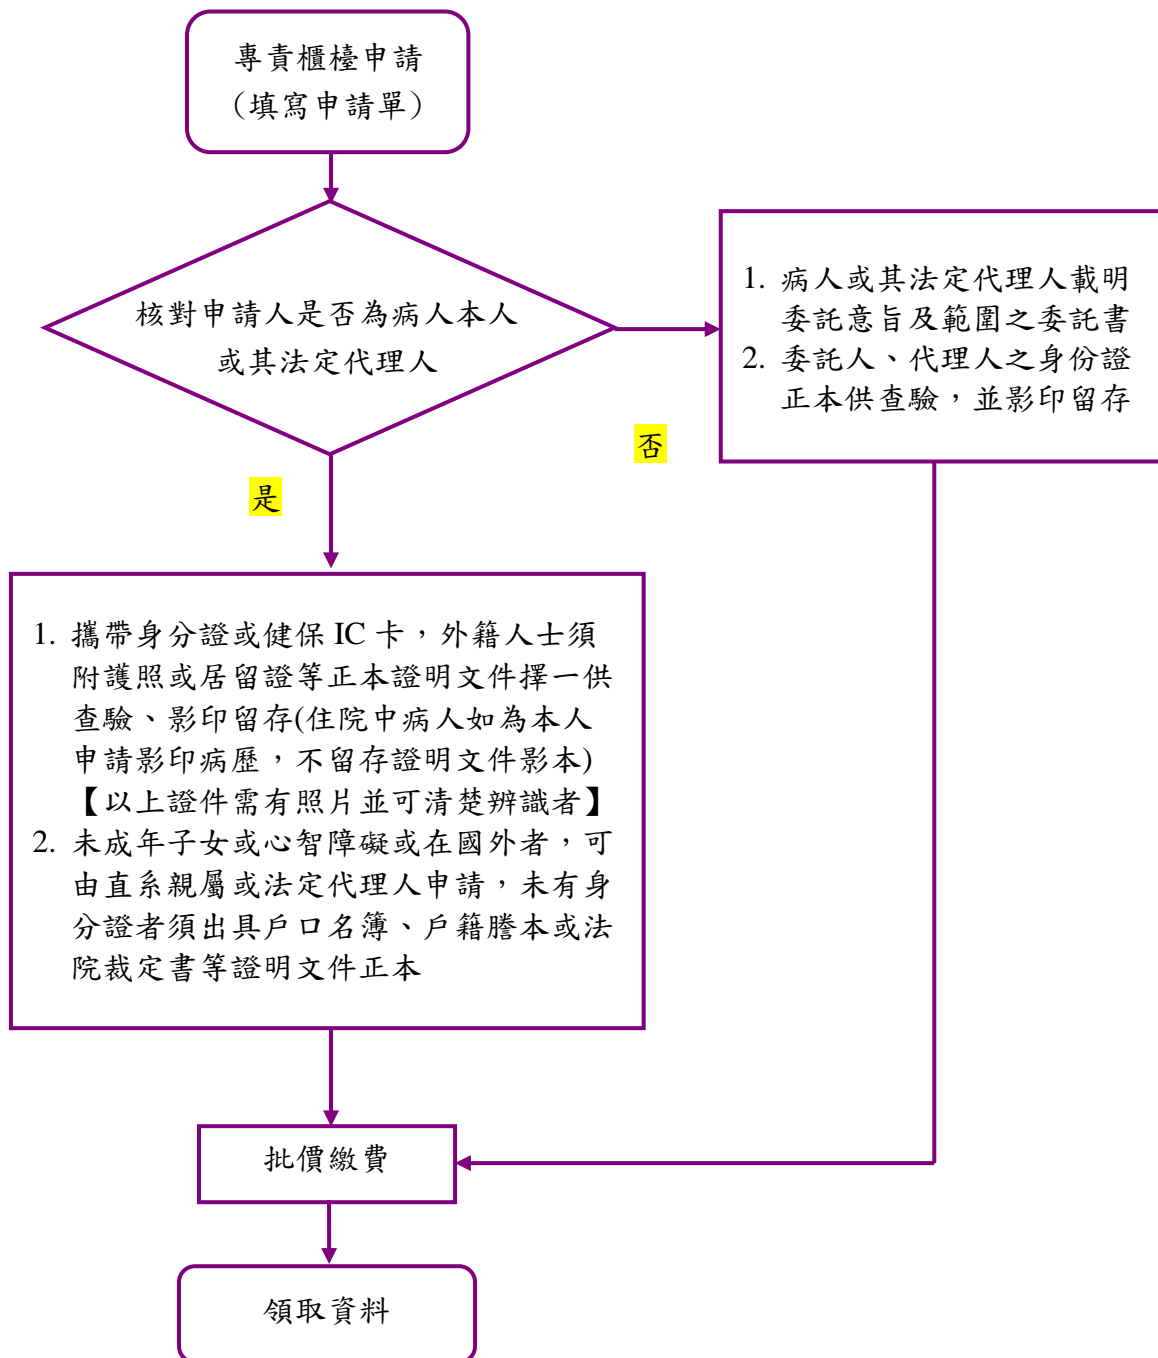 專責櫃檯申請
（填寫申請單）
核對申請人是否為病人本人
或其法定代理人
1. 病人或其法定代理人載明
委託意旨及範圍之委託書
2. 委託人、代理人之身份證
正本供查驗，並影印留存
否
是
1. 攜帶身分證或健保 IC 卡，外籍人士須
附護照或居留證等正本證明文件擇一供
查驗、影印留存(住院中病人如為本人
申請影印病歷，不留存證明文件影本)
【以上證件需有照片並可清楚辨識者】
2. 未成年子女或心智障礙或在國外者，可
由直系親屬或法定代理人申請，未有身
分證者須出具戶口名簿、戶籍謄本或法
院裁定書等證明文件正本
批價繳費
領取資料